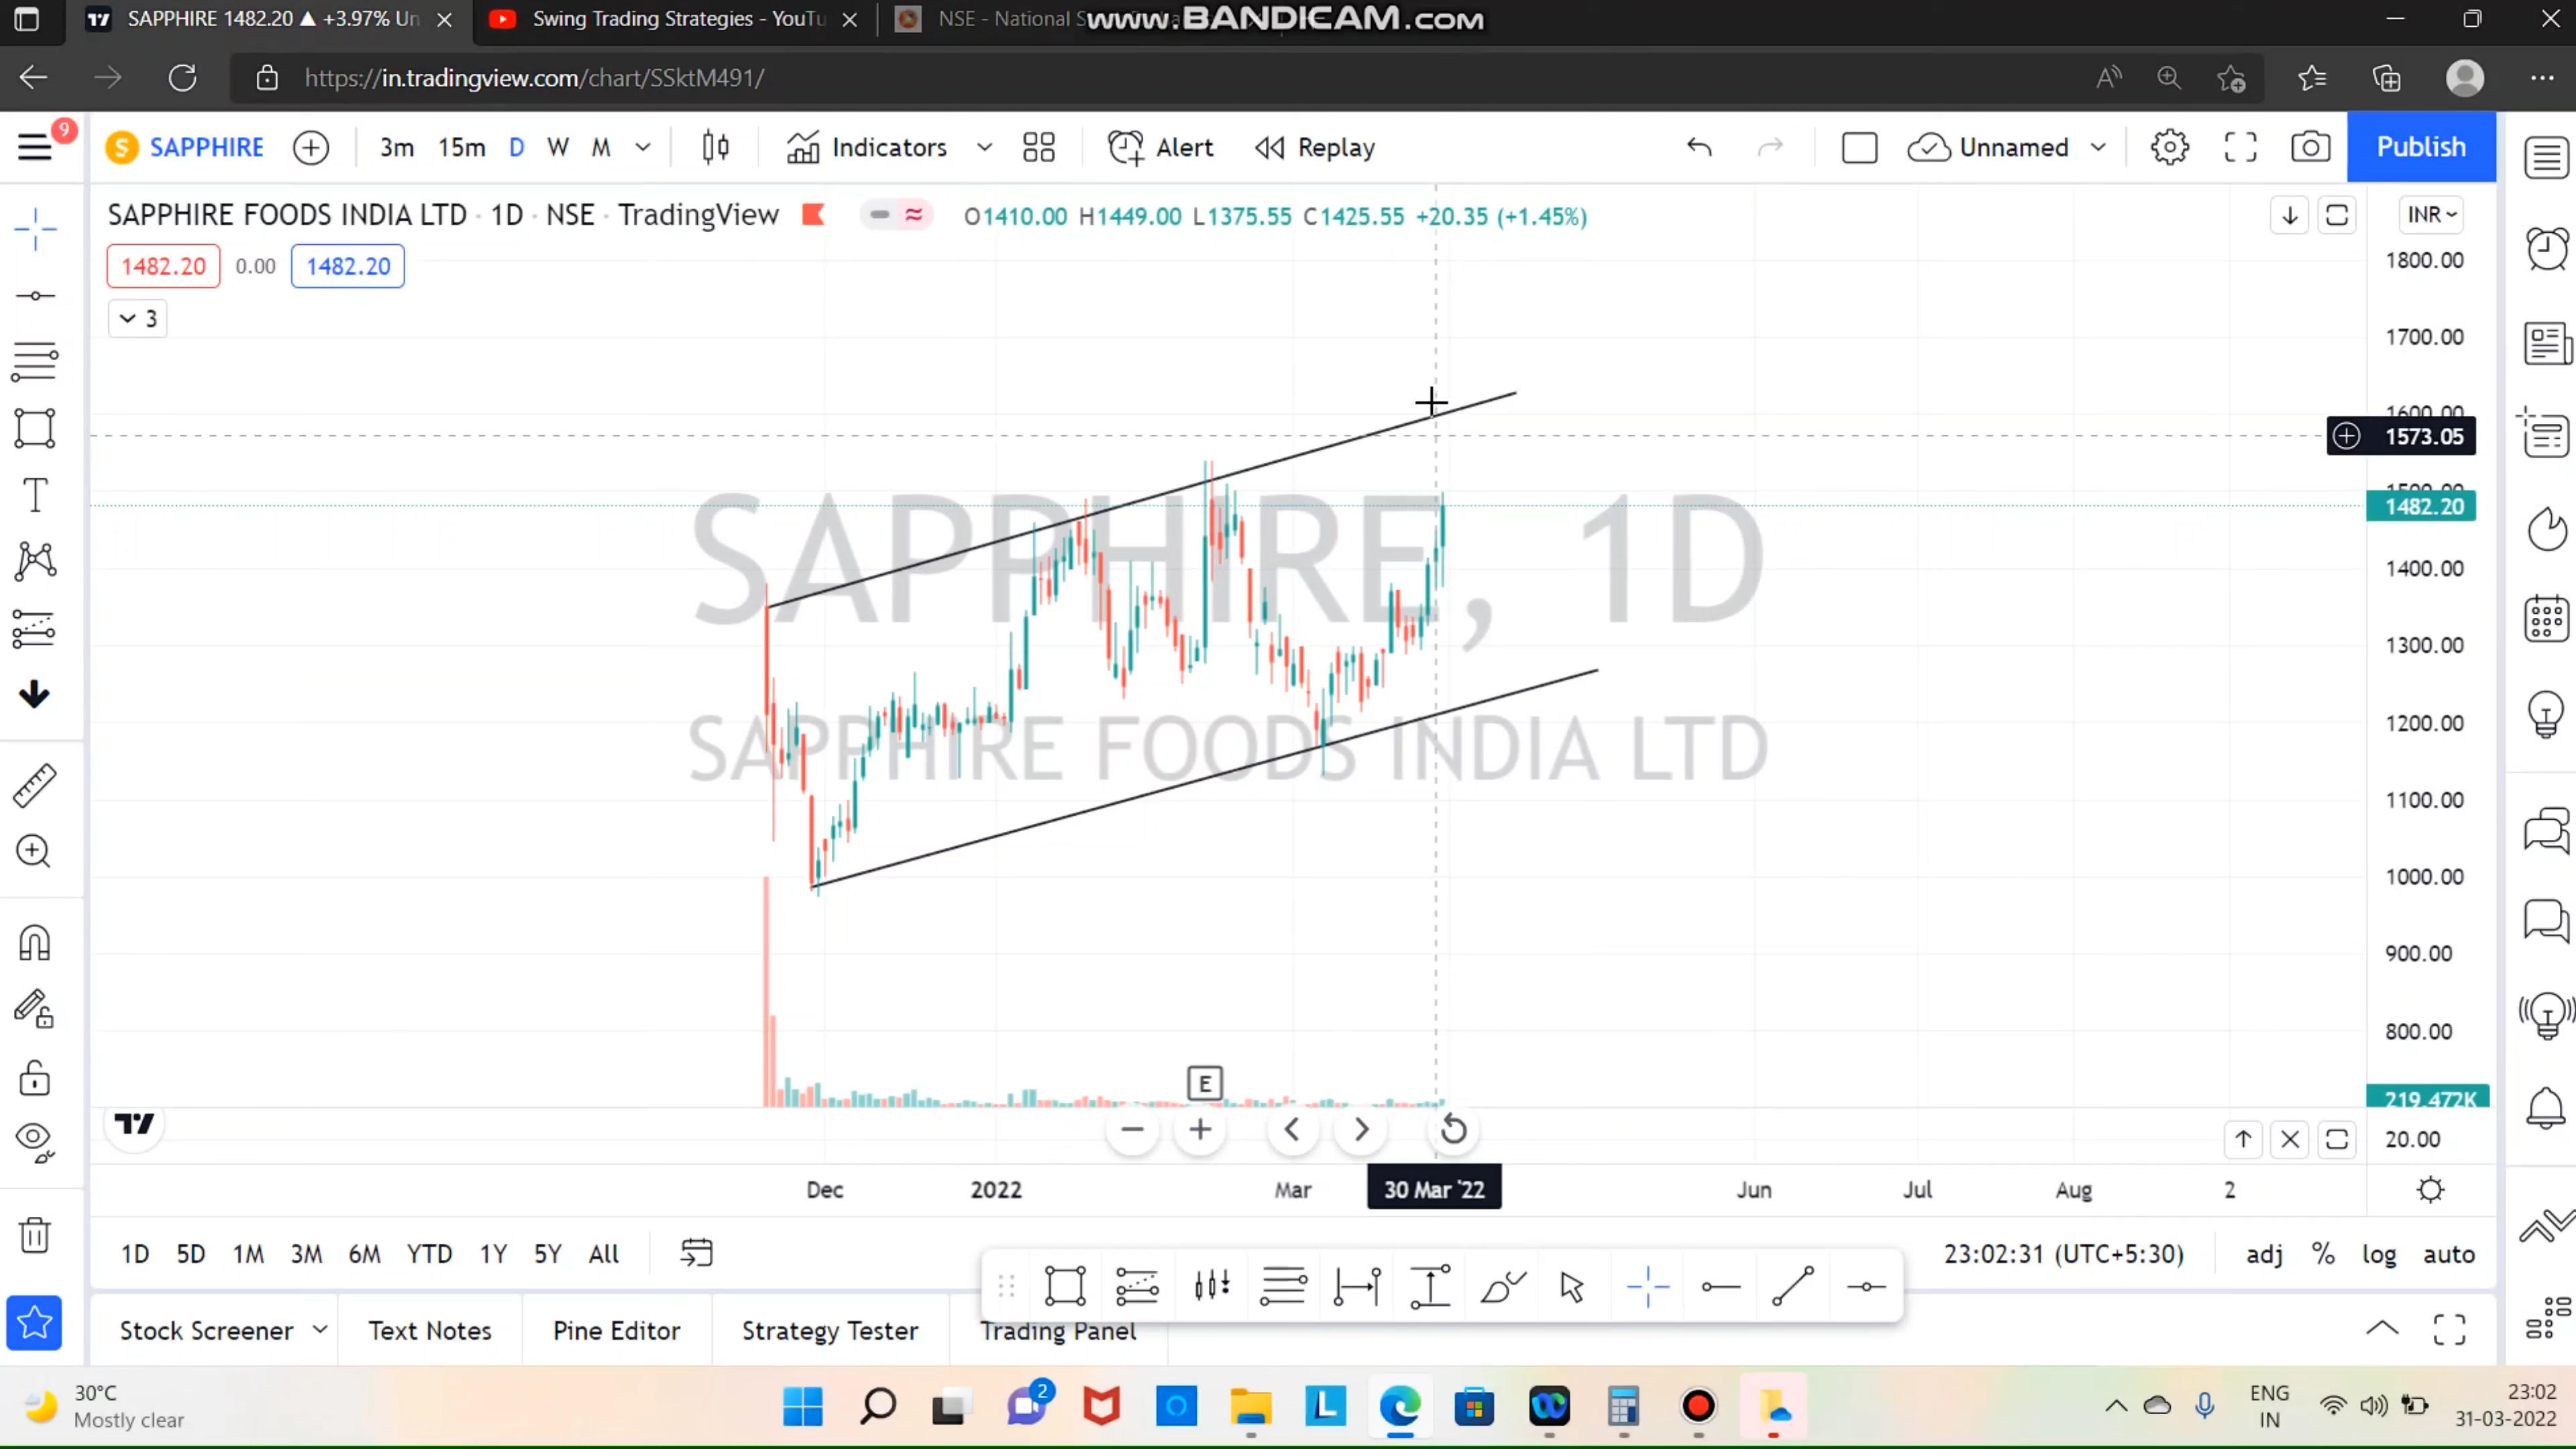 SAPPHIRE 1482.20 ▲ +3.97% Un
Swing Trading Strategies - YouTu
NSE - National S
www.BANDICAM.com
https://in.tradingview.com/chart/SSktM491/
9
S SAPPHIRE
3m 15m D W M
Indicators
Alert
Replay
Unnamed
Publish
SAPPHIRE FOODS INDIA LTD · 1D · NSE · TradingView
O1410.00 H1449.00 L1375.55 C1425.55 +20.35 (+1.45%)
INR
1482.20 0.00 1482.20
3
1800.00
1700.00
1600.00
1573.05
1500.00
1482.20
1400.00
1300.00
1200.00
1100.00
1000.00
900.00
800.00
219.472K
20.00
SAPPHIRE, 1D
SAPPHIRE FOODS INDIA LTD
E
Dec 2022 Mar 30 Mar '22 Jun Jul Aug 2
1D 5D 1M 3M 6M YTD 1Y 5Y All
23:02:31 (UTC+5:30) adj % log auto
Stock Screener Text Notes Pine Editor Strategy Tester Trading Panel
30°C
Mostly clear
2
L
ENG
IN
23:02
31-03-2022